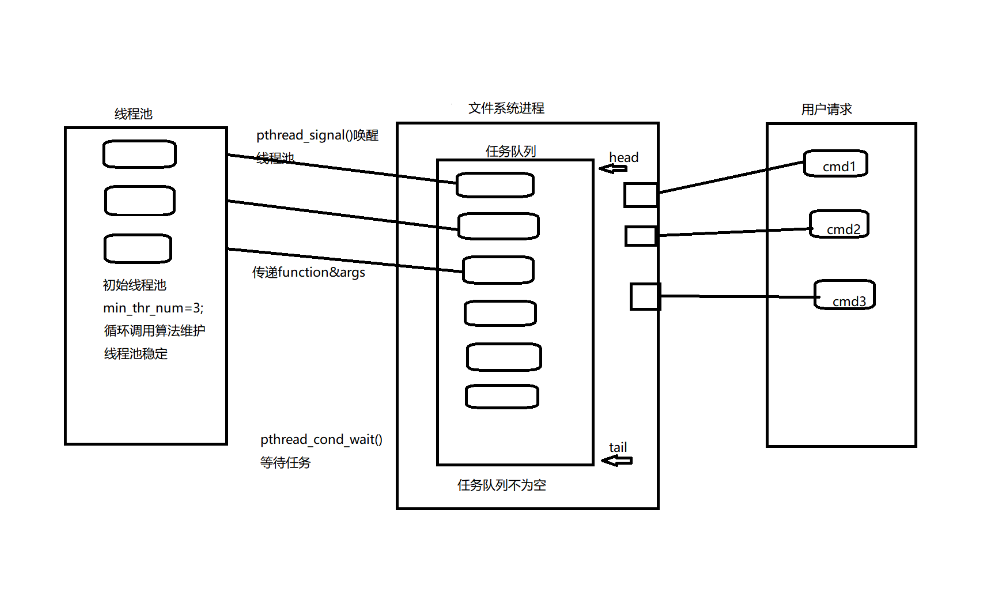 线程池
文件系统进程
用户请求
pthread_signal()唤醒
线程池
任务队列
head
cmd1
cmd2
传递function&args
初始线程池
min_thr_num=3;
循环调用算法维护
线程池稳定
cmd3
pthread_cond_wait()
等待任务
tail
任务队列不为空